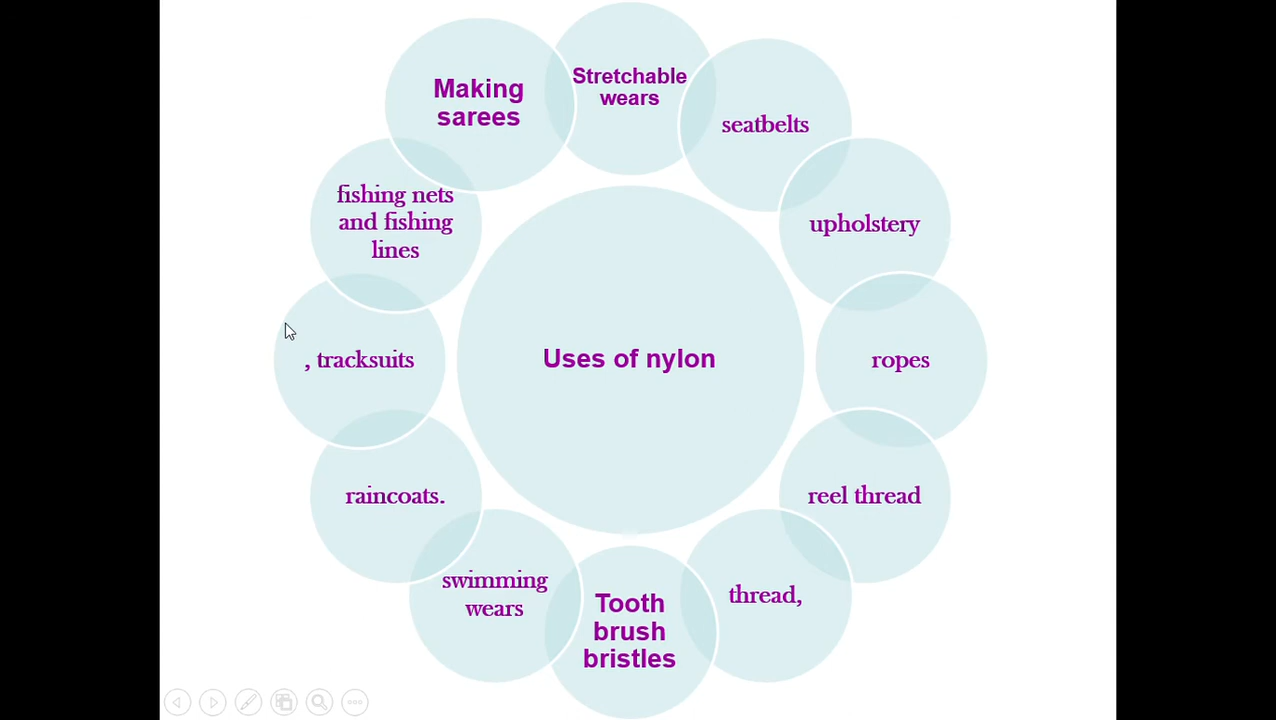 Uses of nylon
Stretchable
wears
seatbelts
upholstery
ropes
reel thread
thread,
Tooth
brush
bristles
swimming
wears
raincoats.
, tracksuits
fishing nets
and fishing
lines
Making
sarees